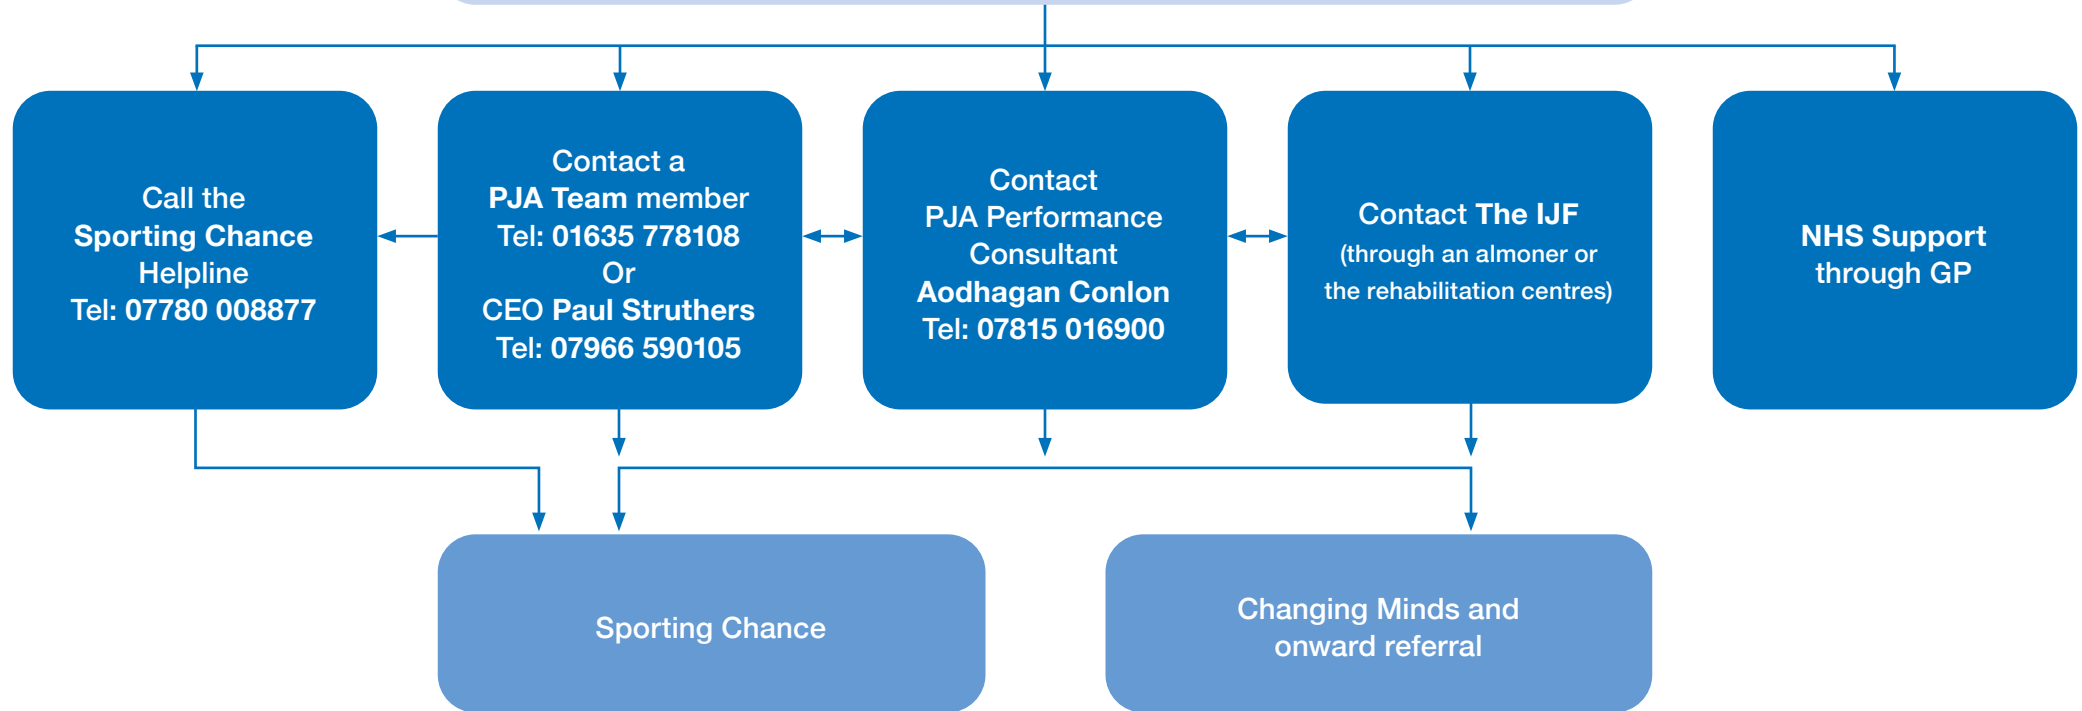 Call the
Sporting Chance
Helpline
Tel: 07780 008877
Contact a
PJA Team member
Tel: 01635 778108
Or
CEO Paul Struthers
Tel: 07966 590105
Contact
PJA Performance
Consultant
Aodhagan Conlon
Tel: 07815 016900
Contact The IJF
(through an almoner or
the rehabilitation centres)
NHS Support
through GP
Sporting Chance
Changing Minds and
onward referral